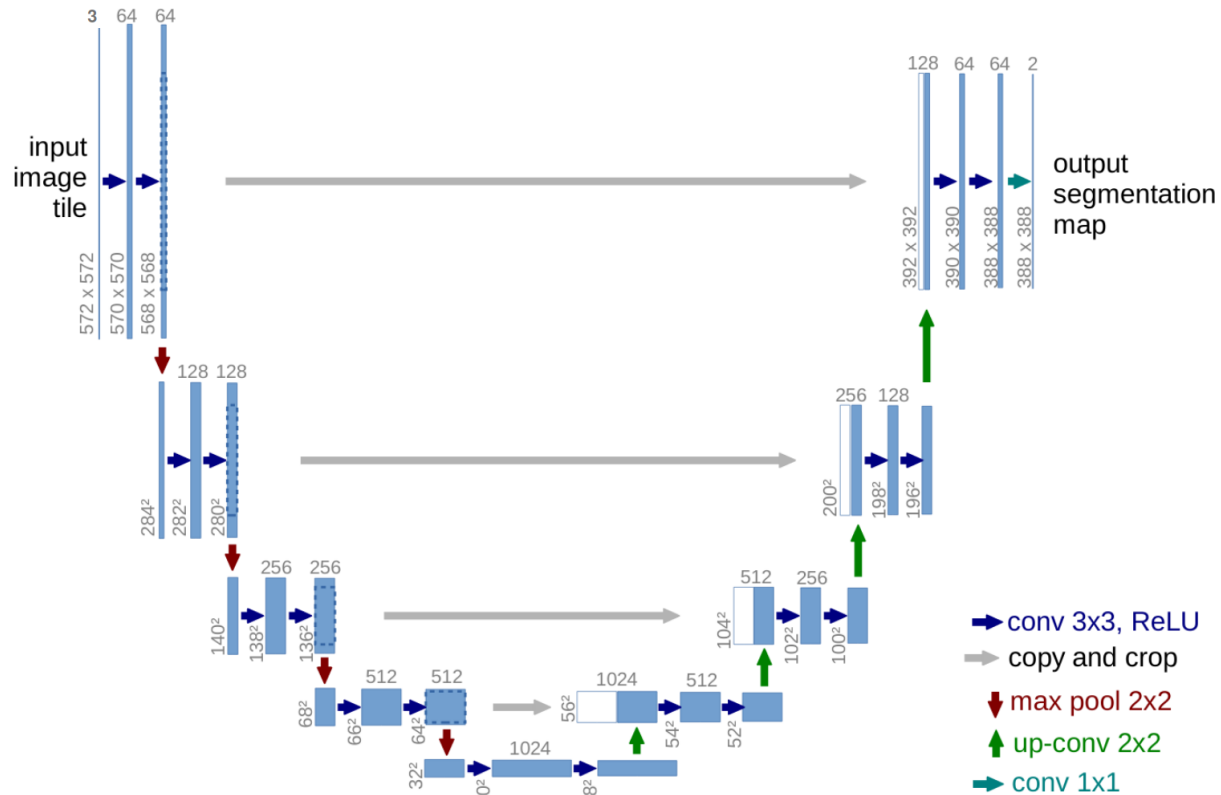 3 64 64
input
image
tile
572 x 572
570 x 570
568 x 568
128 64 64 2
output
segmentation
map
392 x 392
390 x 390
388 x 388
388 x 388
128 128
284²
282²
280²
256 128
200²
198²
196²
256 256
140²
138²
136²
512 256
104²
102²
100²
512 512
68²
66²
64²
1024 512
56²
54²
52²
1024
32²
0²
8²
conv 3x3, ReLU
copy and crop
max pool 2x2
up-conv 2x2
conv 1x1